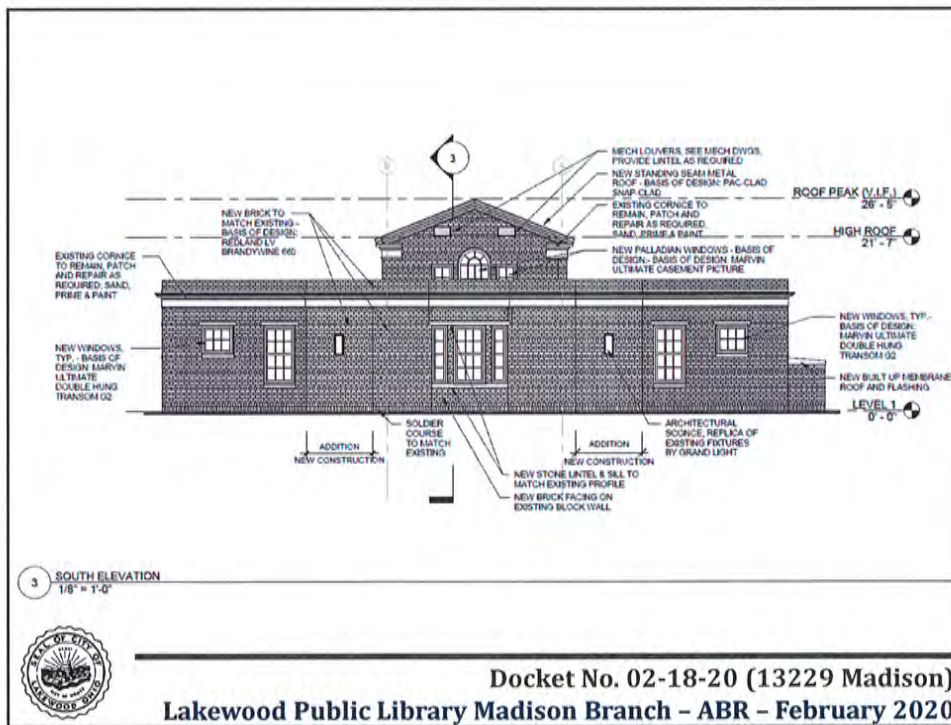 MECH LOUVERS, SEE MECH DWGS,
PROVIDE LINTEL AS REQUIRED
NEW STANDING SEAM METAL
ROOF - BASIS OF DESIGN: PAC-CLAD
SNAP-CLAD
EXISTING CORNICE TO
REMAIN, PATCH AND
REPAIR AS REQUIRED.
SAND, PRIME & PAINT
NEW PALLADIAN WINDOWS - BASIS OF
DESIGN:- BASIS OF DESIGN: MARVIN
ULTIMATE CASEMENT PICTURE
ROOF PEAK (V.I.F.)
26' - 5"
HIGH ROOF
21' - 7"
3
NEW BRICK TO
MATCH EXISTING -
BASIS OF DESIGN:
REDLAND LV
BRANDYWINE 660
EXISTING CORNICE
TO REMAIN, PATCH
AND REPAIR AS
REQUIRED, SAND,
PRIME & PAINT
NEW WINDOWS,
TYP. - BASIS OF
DESIGN: MARVIN
ULTIMATE
DOUBLE HUNG
TRANSOM G2
NEW WINDOWS, TYP.-
BASIS OF DESIGN:
MARVIN ULTIMATE
DOUBLE HUNG
TRANSOM G2
NEW BUILT UP MEMBRANE
ROOF AND FLASHING
LEVEL 1
0' - 0"
SOLDIER
COURSE
TO MATCH
EXISTING
ARCHITECTURAL
SCONCE, REPLICA OF
EXISTING FIXTURES
BY GRAND LIGHT
ADDITION
NEW CONSTRUCTION
ADDITION
NEW CONSTRUCTION
NEW STONE LINTEL & SILL TO
MATCH EXISTING PROFILE
NEW BRICK FACING ON
EXISTING BLOCK WALL
3
SOUTH ELEVATION
1/8" = 1'-0"
SEAL OF CITY OF
LAKEWOOD OHIO
Docket No. 02-18-20 (13229 Madison)
Lakewood Public Library Madison Branch – ABR – February 2020